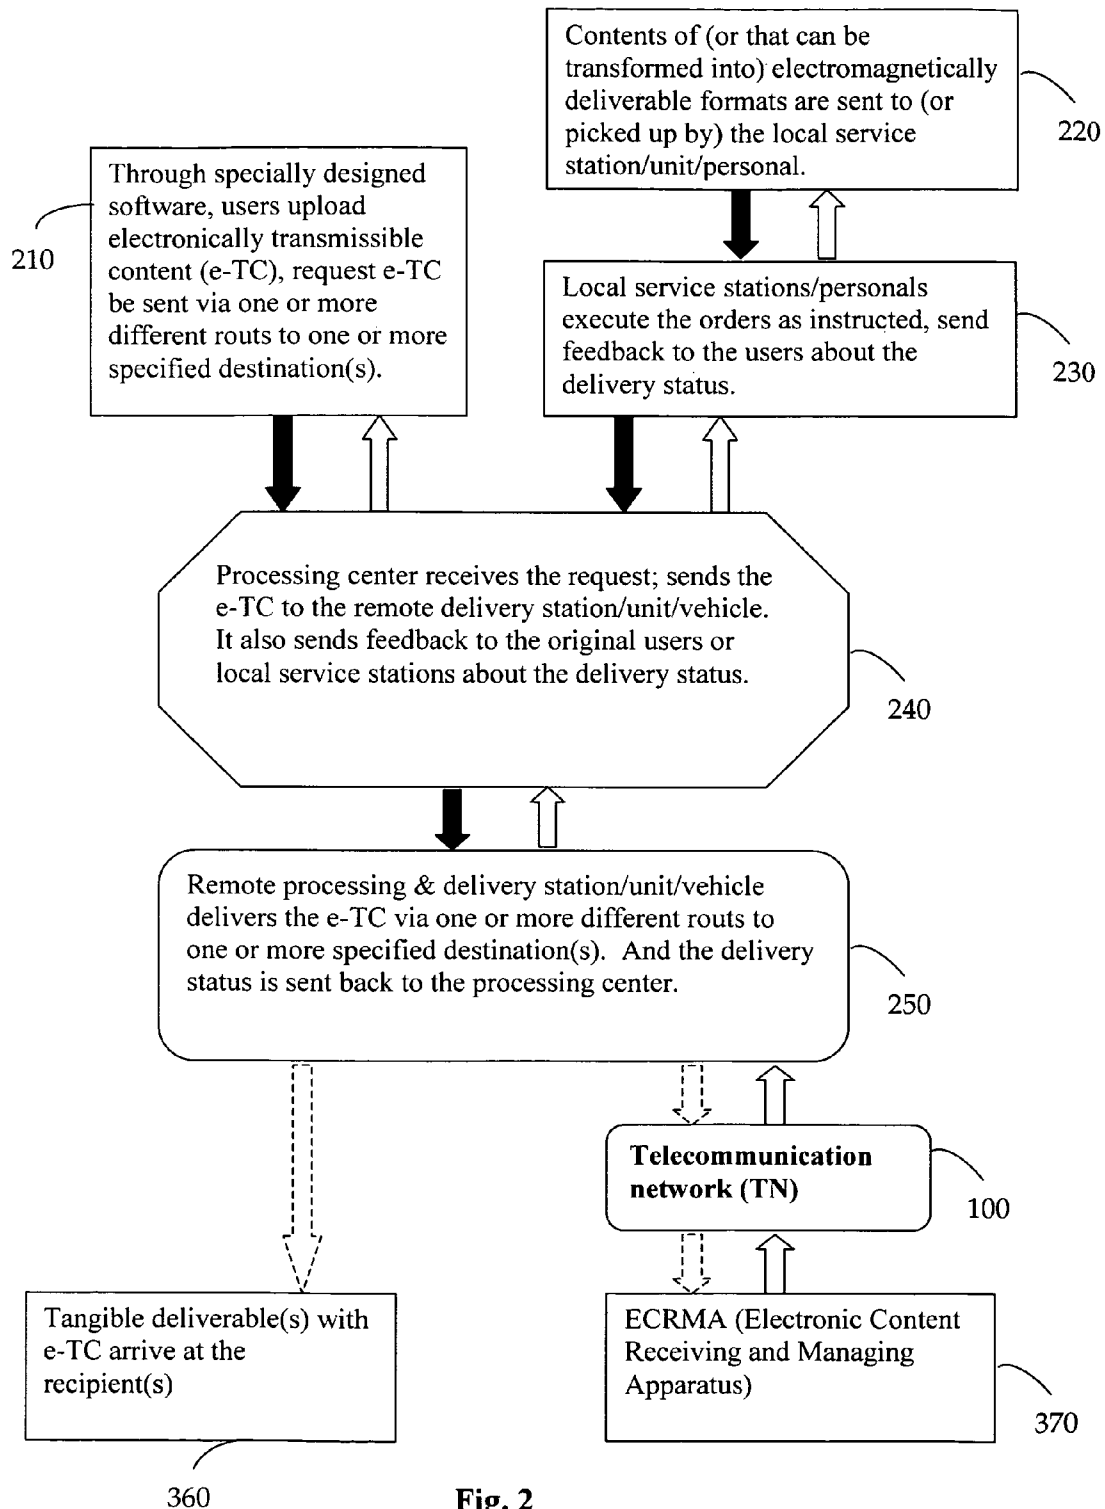 Contents of (or that can be
transformed into) electromagnetically
deliverable formats are sent to (or
picked up by) the local service
station/unit/personal.
220
Through specially designed
software, users upload
electronically transmissible
content (e-TC), request e-TC
be sent via one or more
different routs to one or more
specified destination(s).
210
Local service stations/personals
execute the orders as instructed, send
feedback to the users about the
delivery status.
230
Processing center receives the request; sends the
e-TC to the remote delivery station/unit/vehicle.
It also sends feedback to the original users or
local service stations about the delivery status.
240
Remote processing & delivery station/unit/vehicle
delivers the e-TC via one or more different routs to
one or more specified destination(s).  And the delivery
status is sent back to the processing center.
250
Telecommunication
network (TN)
100
Tangible deliverable(s) with
e-TC arrive at the
recipient(s)
360
ECRMA (Electronic Content
Receiving and Managing
Apparatus)
370
Fig. 2